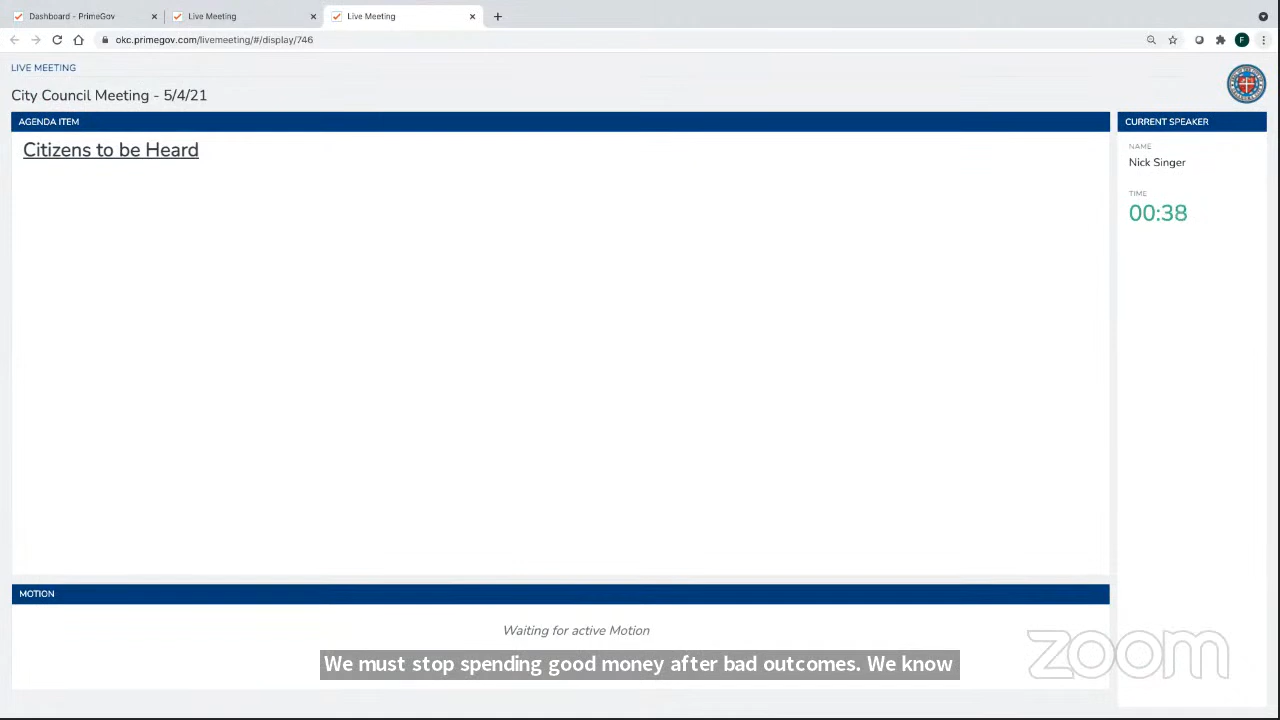 Dashboard - PrimeGov
Live Meeting
Live Meeting
okc.primegov.com/livemeeting/#/display/746
F
LIVE MEETING
City Council Meeting - 5/4/21
AGENDA ITEM
Citizens to be Heard
CURRENT SPEAKER
NAME
Nick Singer
TIME
00:38
MOTION
Waiting for active Motion
We must stop spending good money after bad outcomes. We know
zoom